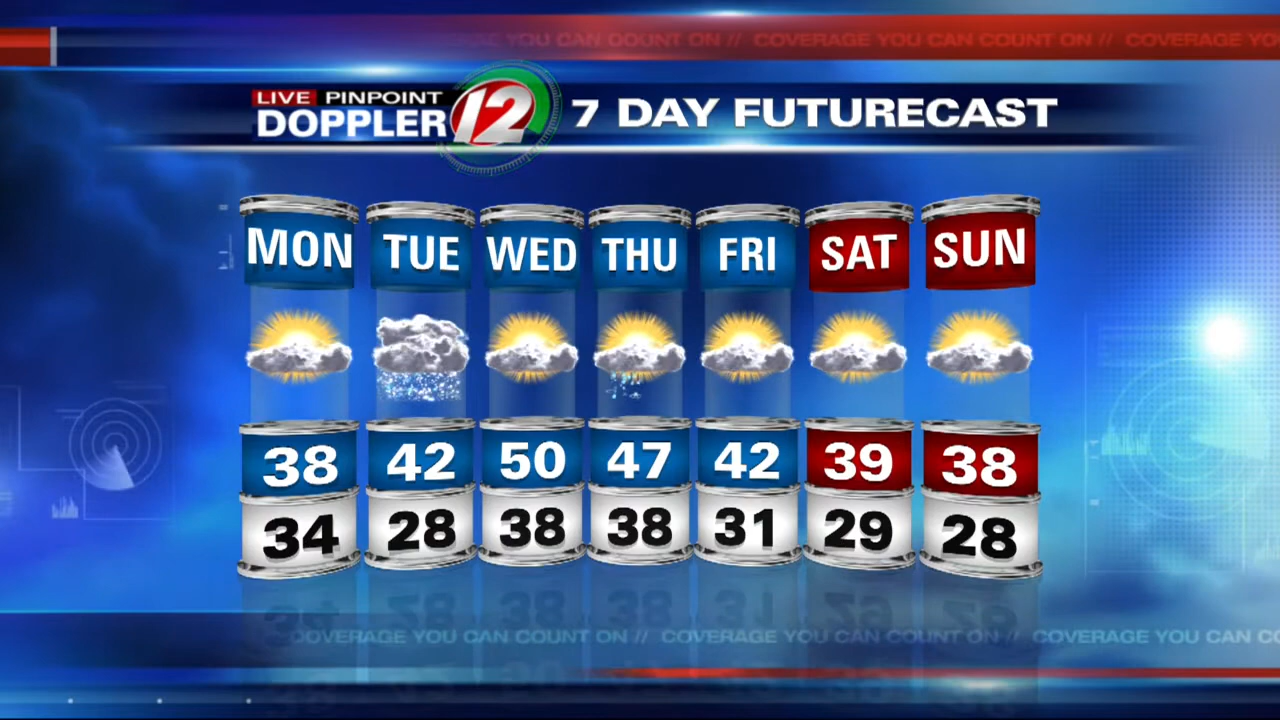 YOU CAN COUNT ON // COVERAGE YOU CAN COUNT ON // COVERAGE YO
LIVE PINPOINT
DOPPLER 12
7 DAY FUTURECAST
MON TUE WED THU FRI SAT SUN
38 42 50 47 42 39 38
34 28 38 38 31 29 28
COVERAGE YOU CAN COUNT ON // COVERAGE YOU CAN COUNT ON // COVERAGE YOU CAN CO